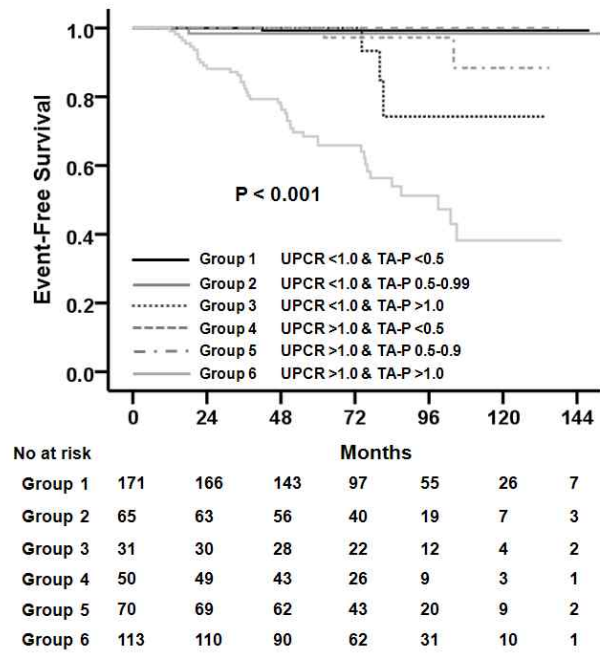 Event-Free Survival
1.0
0.8
0.6
0.4
0.2
0.0
P < 0.001
Group 1 UPCR <1.0 & TA-P <0.5
Group 2 UPCR <1.0 & TA-P 0.5-0.99
Group 3 UPCR <1.0 & TA-P >1.0
Group 4 UPCR >1.0 & TA-P <0.5
Group 5 UPCR >1.0 & TA-P 0.5-0.9
Group 6 UPCR >1.0 & TA-P >1.0
0 24 48 72 96 120 144
No at risk Months
Group 1 171 166 143 97 55 26 7
Group 2 65 63 56 40 19 7 3
Group 3 31 30 28 22 12 4 2
Group 4 50 49 43 26 9 3 1
Group 5 70 69 62 43 20 9 2
Group 6 113 110 90 62 31 10 1